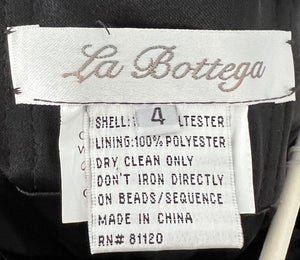 La Bottega
4
SHELL: LTESTER
LINING:100% POLYESTER
DRY CLEAN ONLY
DON'T IRON DIRECTLY
ON BEADS/SEQUENCE
MADE IN CHINA
RN# 81120